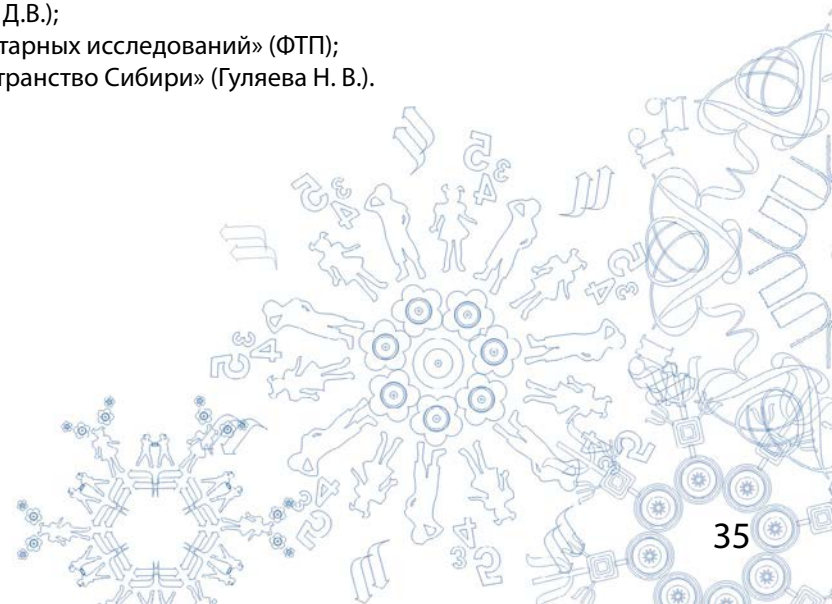 Д.В.);
тарных исследований» (ФТП);
транство Сибири» (Гуляева Н. В.).
35